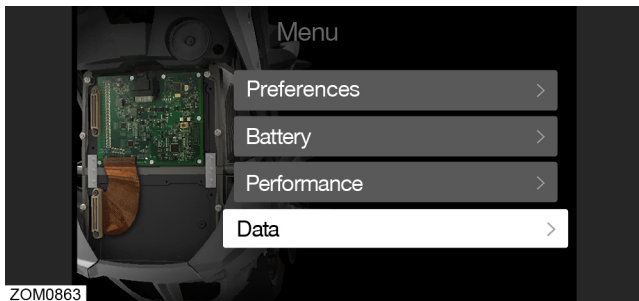 Menu
Preferences
Battery
Performance
Data
ZOM0863